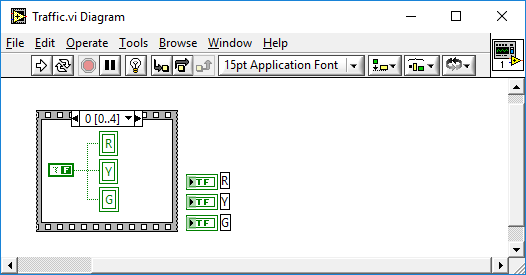 Traffic.vi Diagram
File Edit Operate Tools Browse Window Help
15pt Application Font
1
0 [0..4]
R
F Y
G
TF R
TF Y
TF G